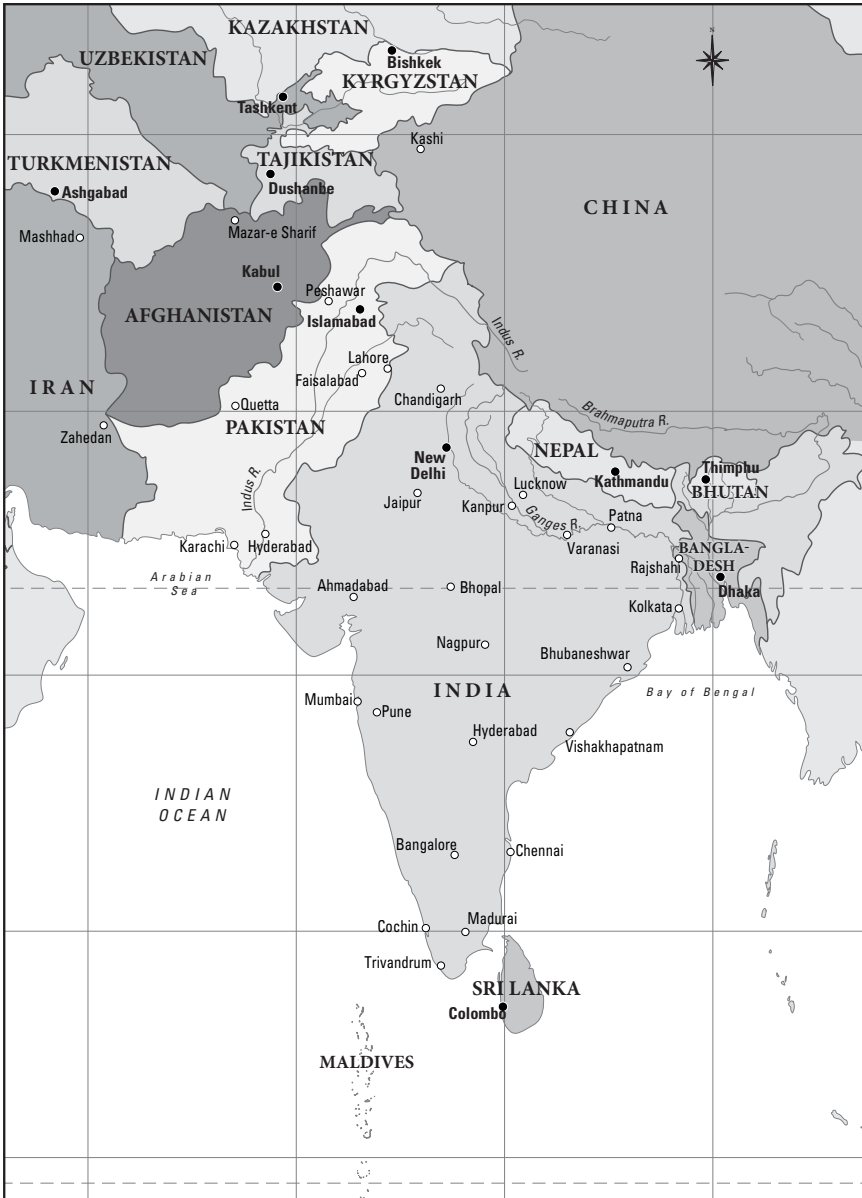 N
KAZAKHSTAN
UZBEKISTAN
Bishkek
KYRGYZSTAN
Tashkent
Kashi
TURKMENISTAN
TAJIKISTAN
Ashgabad
Dushanbe
CHINA
Mashhad
Mazar-e Sharif
Kabul
Peshawar
AFGHANISTAN
Islamabad
Indus R.
Lahore
Faisalabad
IRAN
Chandigarh
Quetta
Brahmaputra R.
Zahedan
PAKISTAN
New
Delhi
NEPAL
Thimphu
Kathmandu
BHUTAN
Indus R.
Lucknow
Jaipur
Kanpur
Ganges R.
Patna
Karachi
Hyderabad
Varanasi
BANGLA-
DESH
Rajshahi
Arabian
Sea
Ahmadabad
Bhopal
Dhaka
Kolkata
Nagpur
Bhubaneshwar
INDIA
Bay of Bengal
Mumbai
Pune
Hyderabad
Vishakhapatnam
INDIAN
OCEAN
Bangalore
Chennai
Cochin
Madurai
Trivandrum
SRI LANKA
Colombo
MALDIVES